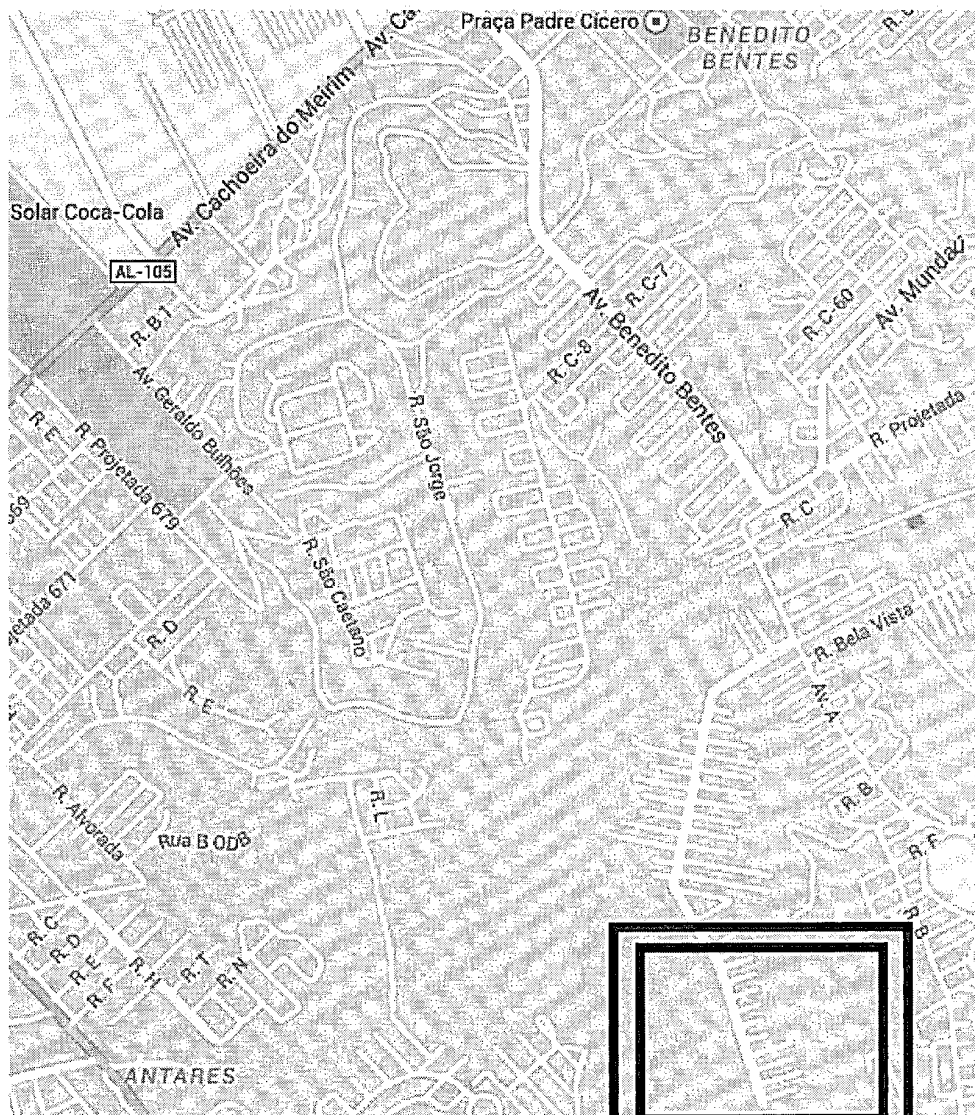 Praça Padre Cícero
BENEDITO
BENTES
Av. Cachoeira do Meirim
Av. Ca
Solar Coca-Cola
AL-105
R. B 1
Av. Geraldo Bulhões
R. E
R. Projetada 679
R. São Jorge
R. C-7
R. C-8
Av. Benedito Bentes
R. C-60
Av. Mundaú
R. Projetada
R. C
669
jetada 671
R. São Caetano
R. D
R. E
R. Bela Vista
Av. A
R. B
R. F
R. B
R. L
R. Alvorada
Rua B ODB
R. C
R. D
R. E
R. F
R. H
R. T
R. N
ANTARES